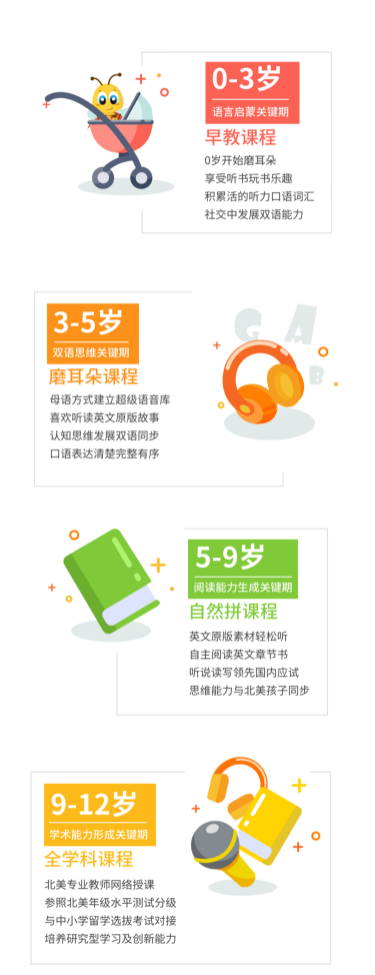 0-3岁
语言启蒙关键期
早教课程
0岁开始磨耳朵
享受听书玩书乐趣
积累活的听力口语词汇
社交中发展双语能力
3-5岁
双语思维关键期
磨耳朵课程
母语方式建立超级语音库
喜欢听读英文原版故事
认知思维发展双语同步
口语表达清楚完整有序
G A B
5-9岁
阅读能力生成关键期
自然拼课程
英文原版素材轻松听
自主阅读英文章节书
听说读写领先国内应试
思维能力与北美孩子同步
9-12岁
学术能力形成关键期
全学科课程
北美专业教师网络授课
参照北美年级水平测试分级
与中小学留学选拔考试对接
培养研究型学习及创新能力